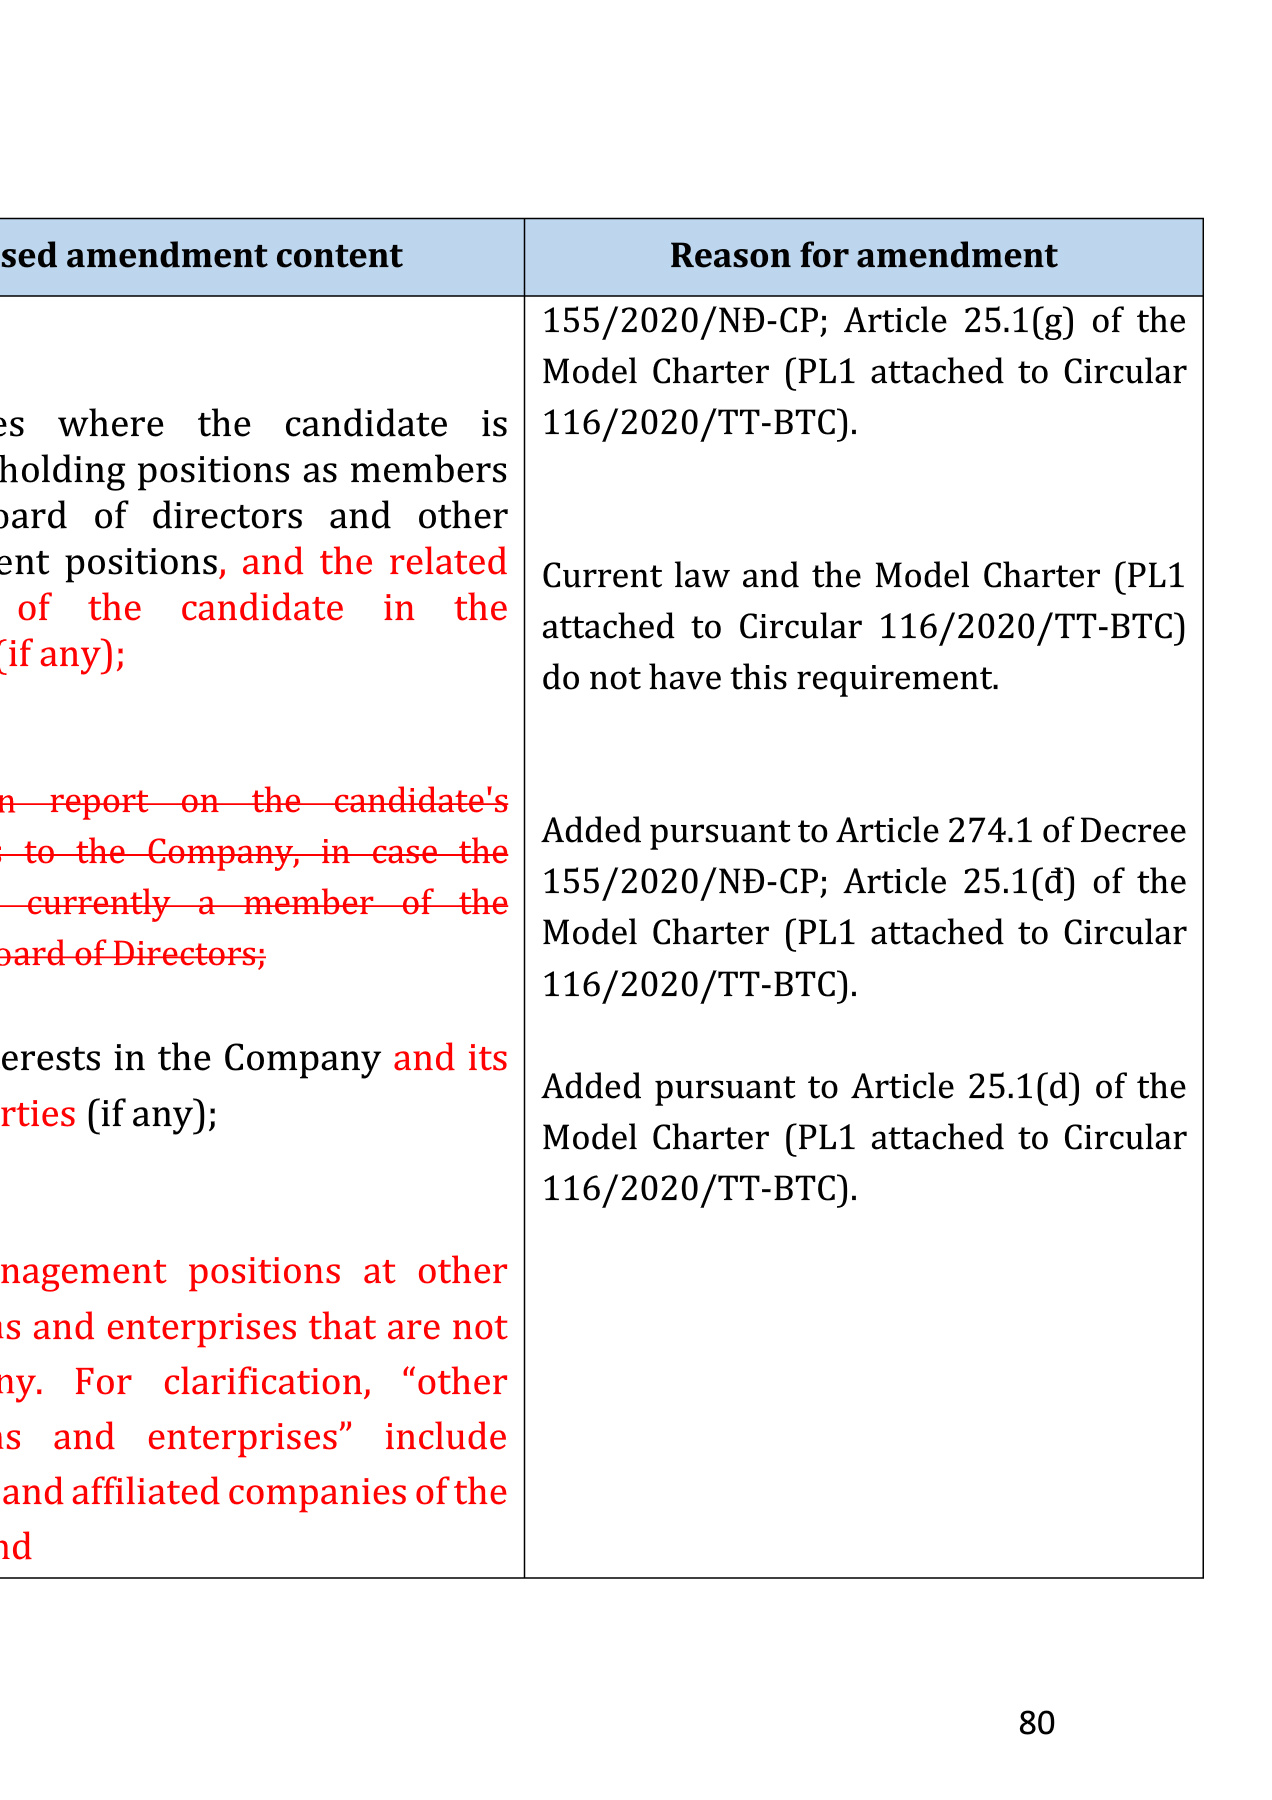 sed amendment content
Reason for amendment
es where the candidate is
holding positions as members
oard of directors and other
ent positions, and the related
of the candidate in the
(if any);
n report on the candidate's
s to the Company, in case the
currently a member of the
oard of Directors;
erests in the Company and its
rties (if any);
nagement positions at other
ns and enterprises that are not
ny. For clarification, “other
ns and enterprises” include
and affiliated companies of the
nd
155/2020/NĐ-CP; Article 25.1(g) of the
Model Charter (PL1 attached to Circular
116/2020/TT-BTC).
Current law and the Model Charter (PL1
attached to Circular 116/2020/TT-BTC)
do not have this requirement.
Added pursuant to Article 274.1 of Decree
155/2020/NĐ-CP; Article 25.1(đ) of the
Model Charter (PL1 attached to Circular
116/2020/TT-BTC).
Added pursuant to Article 25.1(d) of the
Model Charter (PL1 attached to Circular
116/2020/TT-BTC).
80